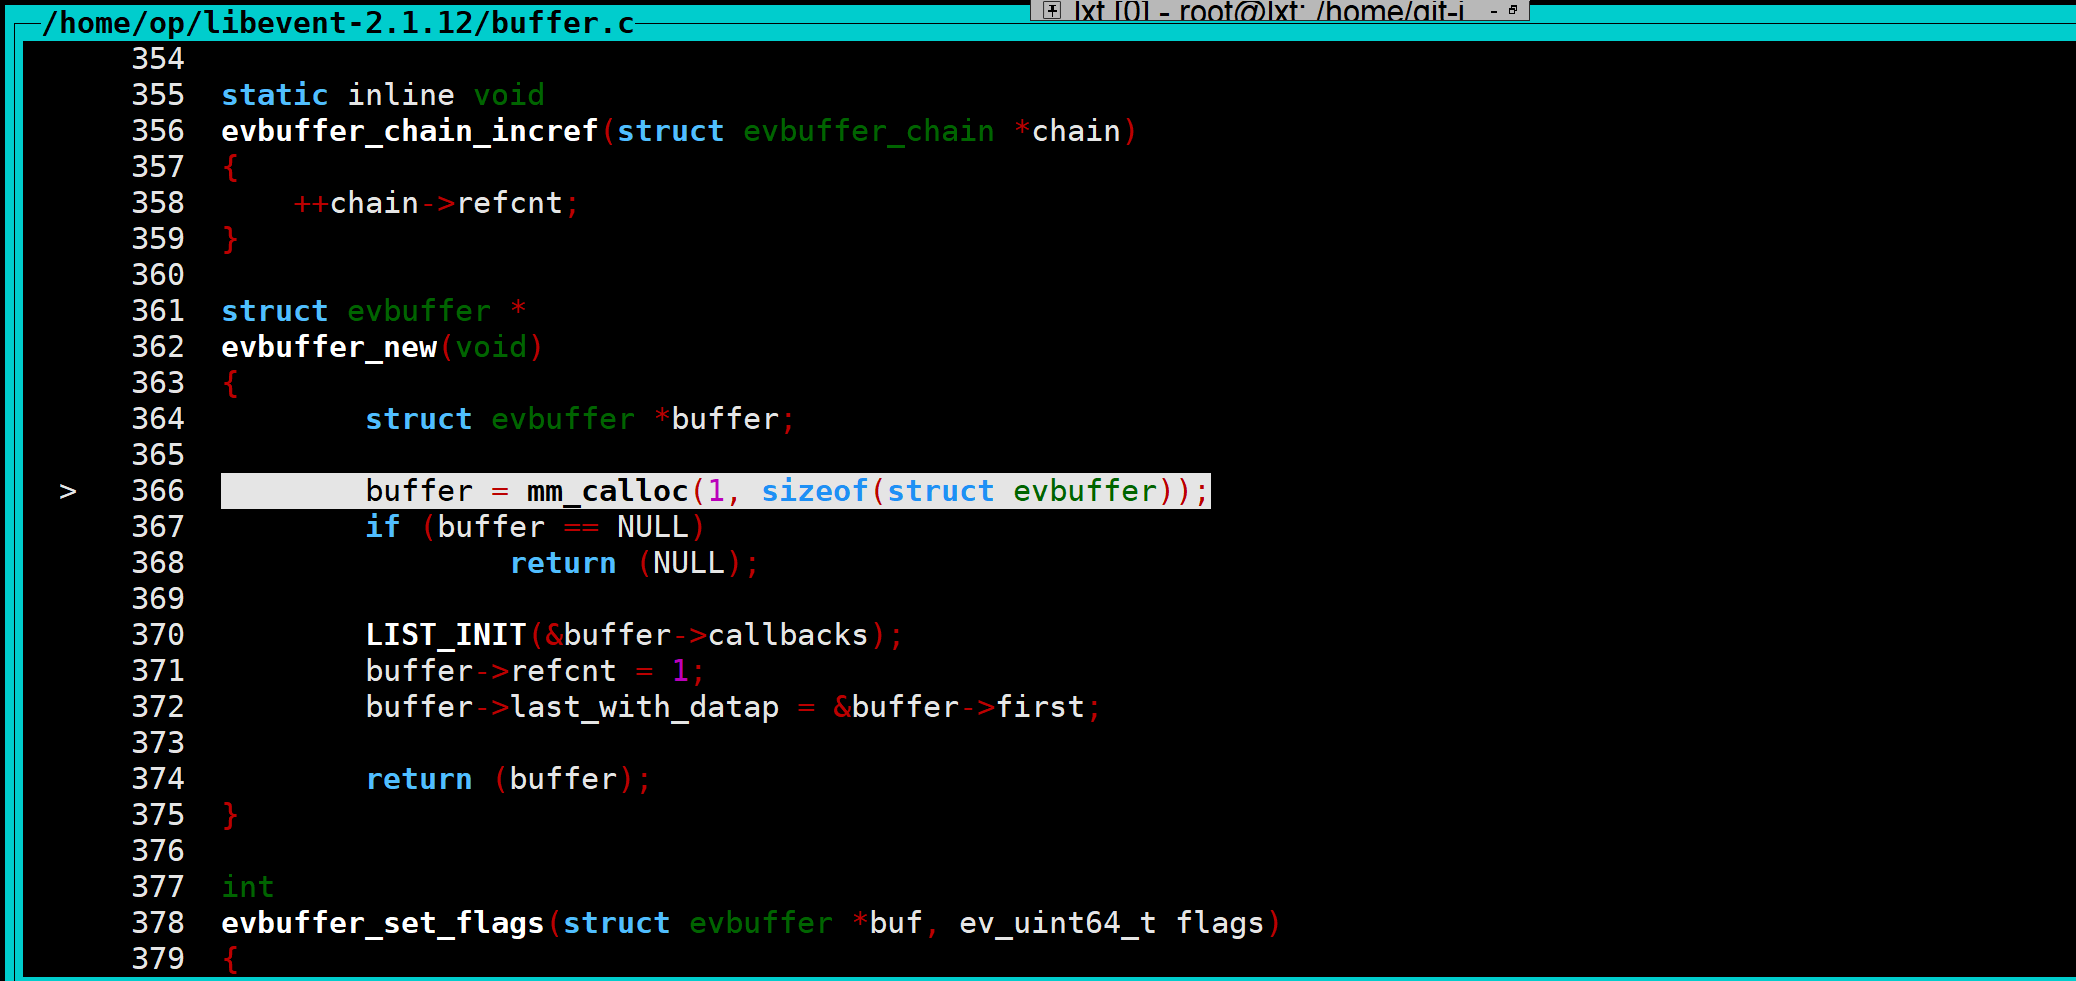 /home/op/libevent-2.1.12/buffer.c
lxt [0] - root@lxt: /home/git-i
354
355 static inline void
356 evbuffer_chain_incref(struct evbuffer_chain *chain)
357 {
358     ++chain->refcnt;
359 }
360
361 struct evbuffer *
362 evbuffer_new(void)
363 {
364         struct evbuffer *buffer;
365
> 366         buffer = mm_calloc(1, sizeof(struct evbuffer));
367         if (buffer == NULL)
368                 return (NULL);
369
370         LIST_INIT(&buffer->callbacks);
371         buffer->refcnt = 1;
372         buffer->last_with_datap = &buffer->first;
373
374         return (buffer);
375 }
376
377 int
378 evbuffer_set_flags(struct evbuffer *buf, ev_uint64_t flags)
379 {